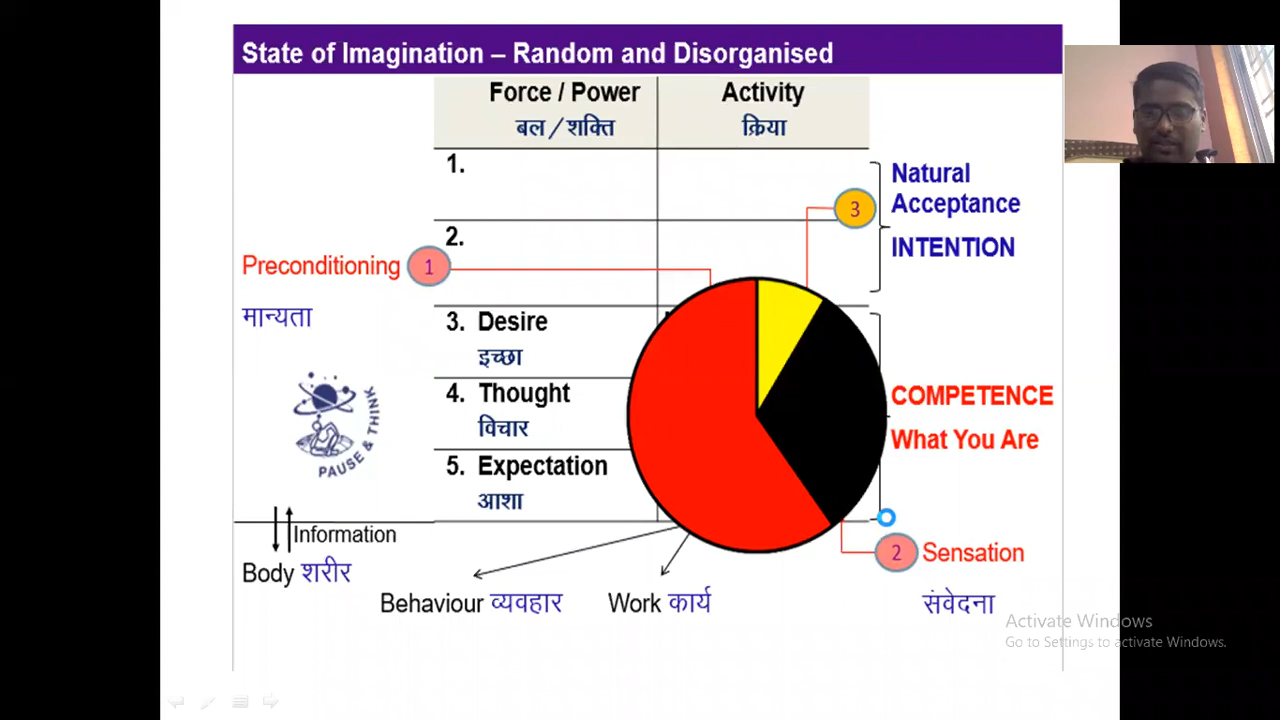 State of Imagination – Random and Disorganised
Force / Power
Activity
बल / शक्ति
क्रिया
1.
Natural
Acceptance
3
2.
INTENTION
Preconditioning
1
मान्यता
3. Desire
इच्छा
4. Thought
विचार
COMPETENCE
What You Are
PAUSE & THINK
5. Expectation
आशा
Information
Body शरीर
2
Sensation
Behaviour व्यवहार
Work कार्य
संवेदना
Activate Windows
Go to Settings to activate Windows.